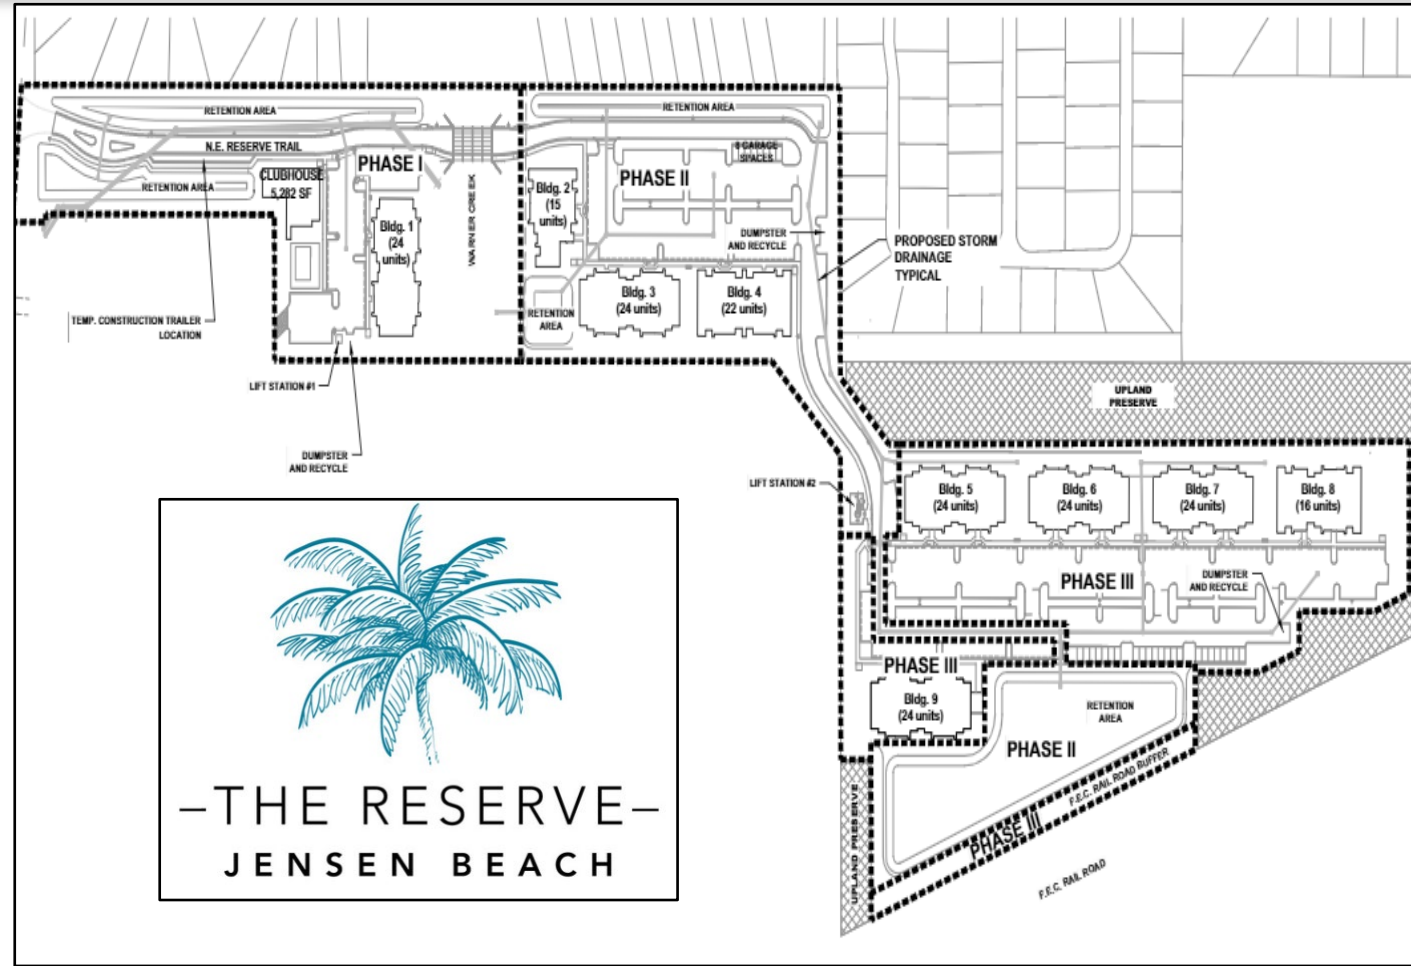 RETENTION AREA
RETENTION AREA
N.E. RESERVE TRAIL
PHASE I
CLUBHOUSE
5,282 SF
RETENTION AREA
Bldg. 1
(24
units)
WARNER CREEK
Bldg. 2
(15
units)
PHASE II
8 GARAGE
SPACES
DUMPSTER
AND RECYCLE
PROPOSED STORM
DRAINAGE
TYPICAL
Bldg. 3
(24 units)
Bldg. 4
(22 units)
RETENTION
AREA
TEMP. CONSTRUCTION TRAILER
LOCATION
LIFT STATION #1
DUMPSTER
AND RECYCLE
UPLAND
PRESERVE
LIFT STATION #2
Bldg. 5
(24 units)
Bldg. 6
(24 units)
Bldg. 7
(24 units)
Bldg. 8
(16 units)
PHASE III
DUMPSTER
AND RECYCLE
PHASE III
Bldg. 9
(24 units)
RETENTION
AREA
PHASE II
F.E.C. RAIL ROAD BUFFER
PHASE III
UPLAND PRESERVE
F.E.C. RAIL ROAD
–THE RESERVE–
JENSEN BEACH